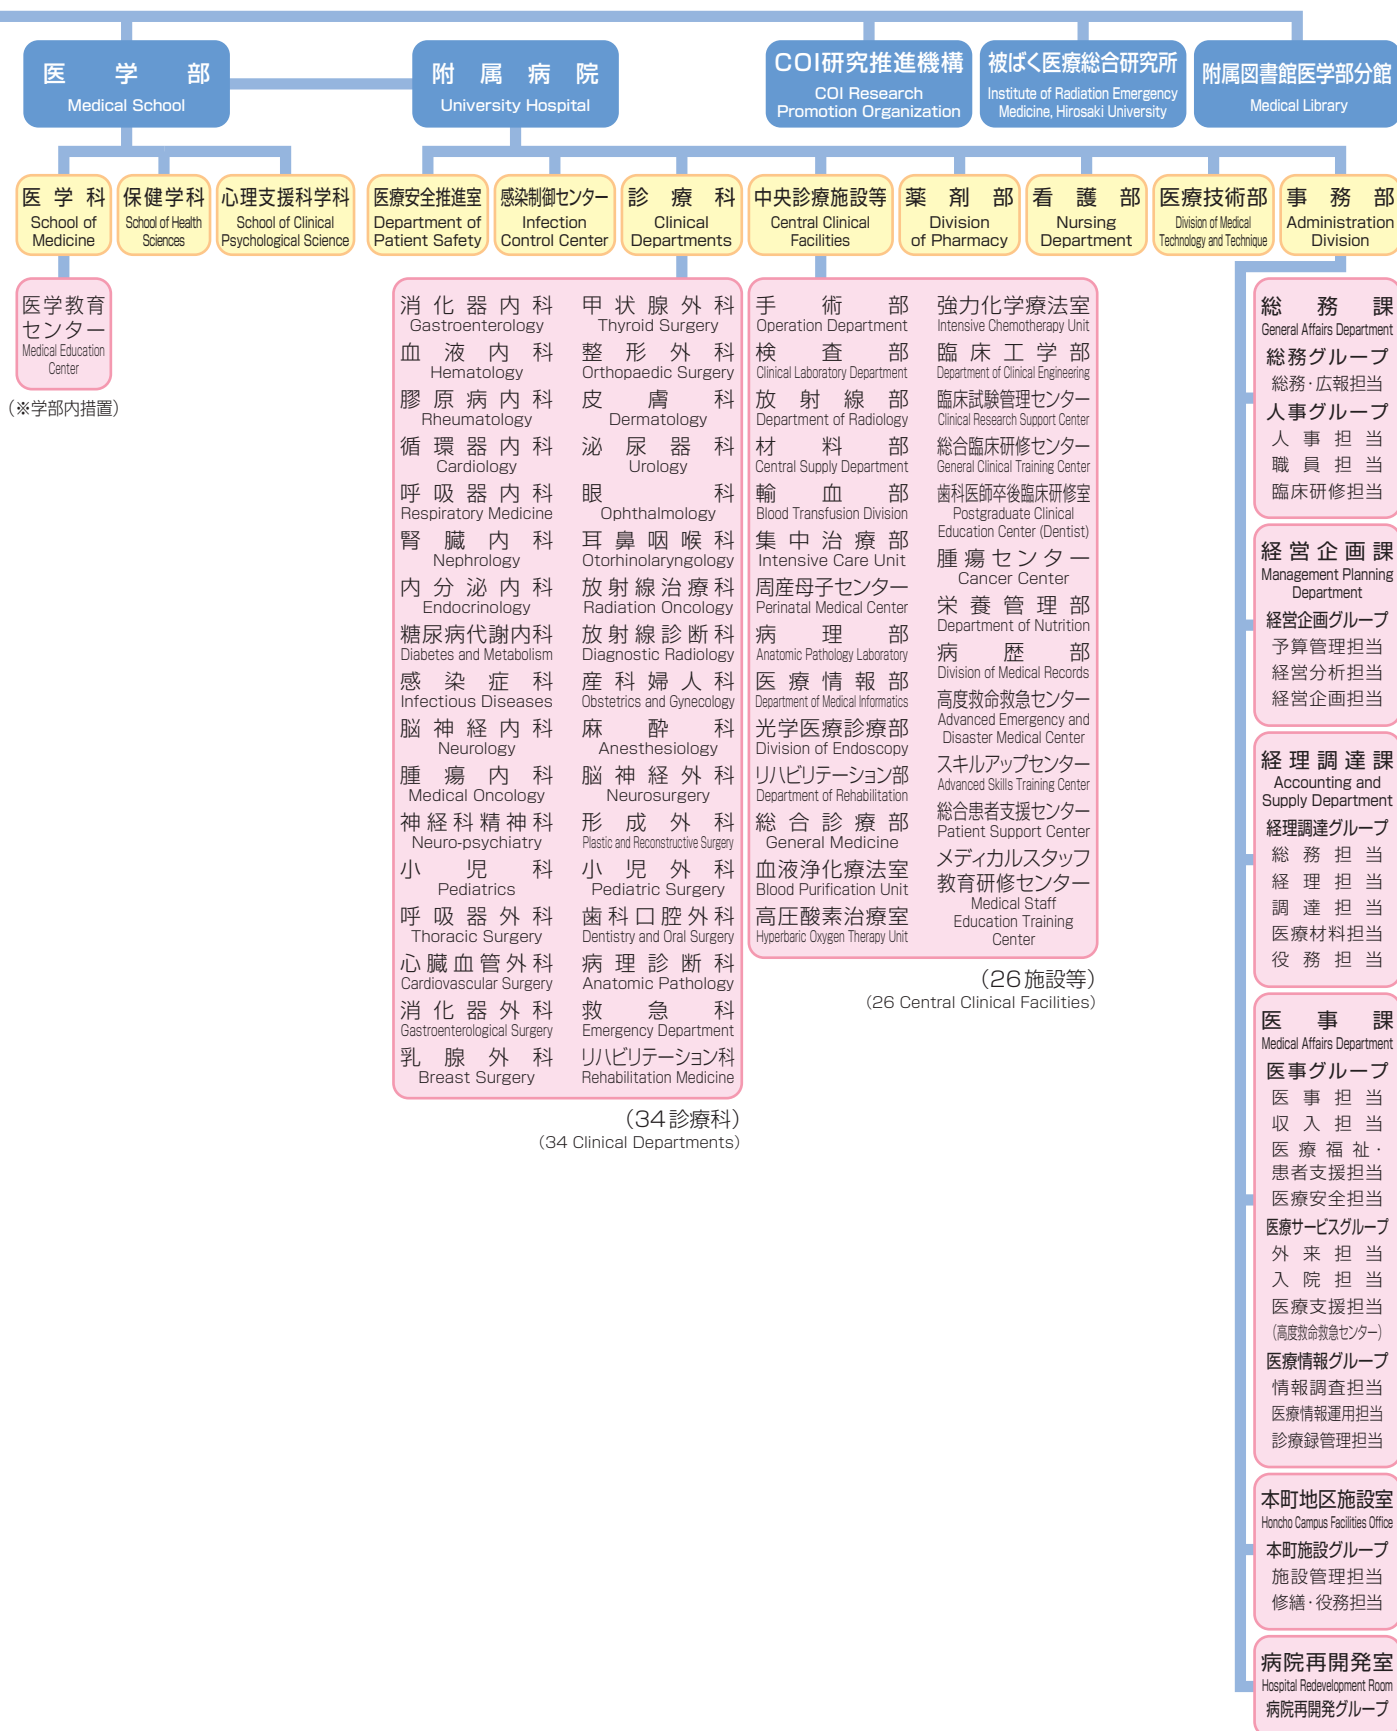 医学部
Medical School
附属病院
University Hospital
COI研究推進機構
COI Research
Promotion Organization
被ばく医療総合研究所
Institute of Radiation Emergency
Medicine, Hirosaki University
附属図書館医学部分館
Medical Library
医学科
School of
Medicine
保健学科
School of Health
Sciences
心理支援科学科
School of Clinical
Psychological Science
医療安全推進室
Department of
Patient Safety
感染制御センター
Infection
Control Center
診療科
Clinical
Departments
中央診療施設等
Central Clinical
Facilities
薬剤部
Division
of Pharmacy
看護部
Nursing
Department
医療技術部
Division of Medical
Technology and Technique
事務部
Administration
Division
医学教育
センター
Medical Education
Center
(※学部内措置)
消化器内科
Gastroenterology
血液内科
Hematology
膠原病内科
Rheumatology
循環器内科
Cardiology
呼吸器内科
Respiratory Medicine
腎臓内科
Nephrology
内分泌内科
Endocrinology
糖尿病代謝内科
Diabetes and Metabolism
感染症科
Infectious Diseases
脳神経内科
Neurology
腫瘍内科
Medical Oncology
神経科精神科
Neuro-psychiatry
小児科
Pediatrics
呼吸器外科
Thoracic Surgery
心臓血管外科
Cardiovascular Surgery
消化器外科
Gastroenterological Surgery
乳腺外科
Breast Surgery
甲状腺外科
Thyroid Surgery
整形外科
Orthopaedic Surgery
皮膚科
Dermatology
泌尿器科
Urology
眼科
Ophthalmology
耳鼻咽喉科
Otorhinolaryngology
放射線治療科
Radiation Oncology
放射線診断科
Diagnostic Radiology
産科婦人科
Obstetrics and Gynecology
麻酔科
Anesthesiology
脳神経外科
Neurosurgery
形成外科
Plastic and Reconstructive Surgery
小児外科
Pediatric Surgery
歯科口腔外科
Dentistry and Oral Surgery
病理診断科
Anatomic Pathology
救急科
Emergency Department
リハビリテーション科
Rehabilitation Medicine
(34診療科)
(34 Clinical Departments)
手術部
Operation Department
検査部
Clinical Laboratory Department
放射線部
Department of Radiology
材料部
Central Supply Department
輸血部
Blood Transfusion Division
集中治療部
Intensive Care Unit
周産母子センター
Perinatal Medical Center
病理部
Anatomic Pathology Laboratory
医療情報部
Department of Medical Informatics
光学医療診療部
Division of Endoscopy
リハビリテーション部
Department of Rehabilitation
総合診療部
General Medicine
血液浄化療法室
Blood Purification Unit
高圧酸素治療室
Hyperbaric Oxygen Therapy Unit
強力化学療法室
Intensive Chemotherapy Unit
臨床工学部
Department of Clinical Engineering
臨床試験管理センター
Clinical Research Support Center
総合臨床研修センター
General Clinical Training Center
歯科医師卒後臨床研修室
Postgraduate Clinical
Education Center (Dentist)
腫瘍センター
Cancer Center
栄養管理部
Department of Nutrition
病歴部
Division of Medical Records
高度救命救急センター
Advanced Emergency and
Disaster Medical Center
スキルアップセンター
Advanced Skills Training Center
総合患者支援センター
Patient Support Center
メディカルスタッフ
教育研修センター
Medical Staff
Education Training
Center
(26施設等)
(26 Central Clinical Facilities)
総務課
General Affairs Department
総務グループ
総務・広報担当
人事グループ
人事担当
職員担当
臨床研修担当
経営企画課
Management Planning
Department
経営企画グループ
予算管理担当
経営分析担当
経営企画担当
経理調達課
Accounting and
Supply Department
経理調達グループ
総務担当
経理担当
調達担当
医療材料担当
役務担当
医事課
Medical Affairs Department
医事グループ
医事担当
収入担当
医療福祉・
患者支援担当
医療安全担当
医療サービスグループ
外来担当
入院担当
医療支援担当
(高度救命救急センター)
医療情報グループ
情報調査担当
医療情報運用担当
診療録管理担当
本町地区施設室
Honcho Campus Facilities Office
本町施設グループ
施設管理担当
修繕・役務担当
病院再開発室
Hospital Redevelopment Room
病院再開発グループ